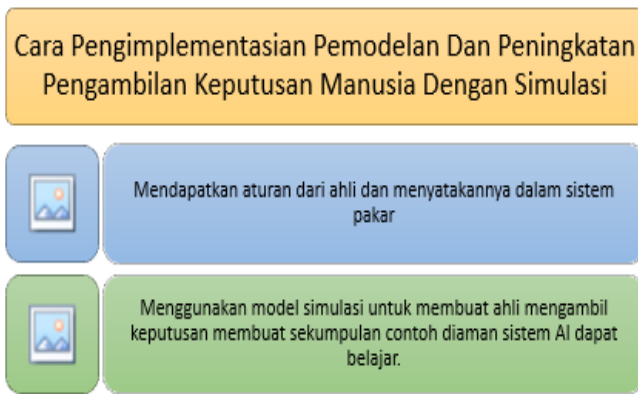 Cara Pengimplementasian Pemodelan Dan Peningkatan
Pengambilan Keputusan Manusia Dengan Simulasi
Mendapatkan aturan dari ahli dan menyatakannya dalam sistem
pakar
Menggunakan model simulasi untuk membuat ahli mengambil
keputusan membuat sekumpulan contoh diaman sistem AI dapat
belajar.